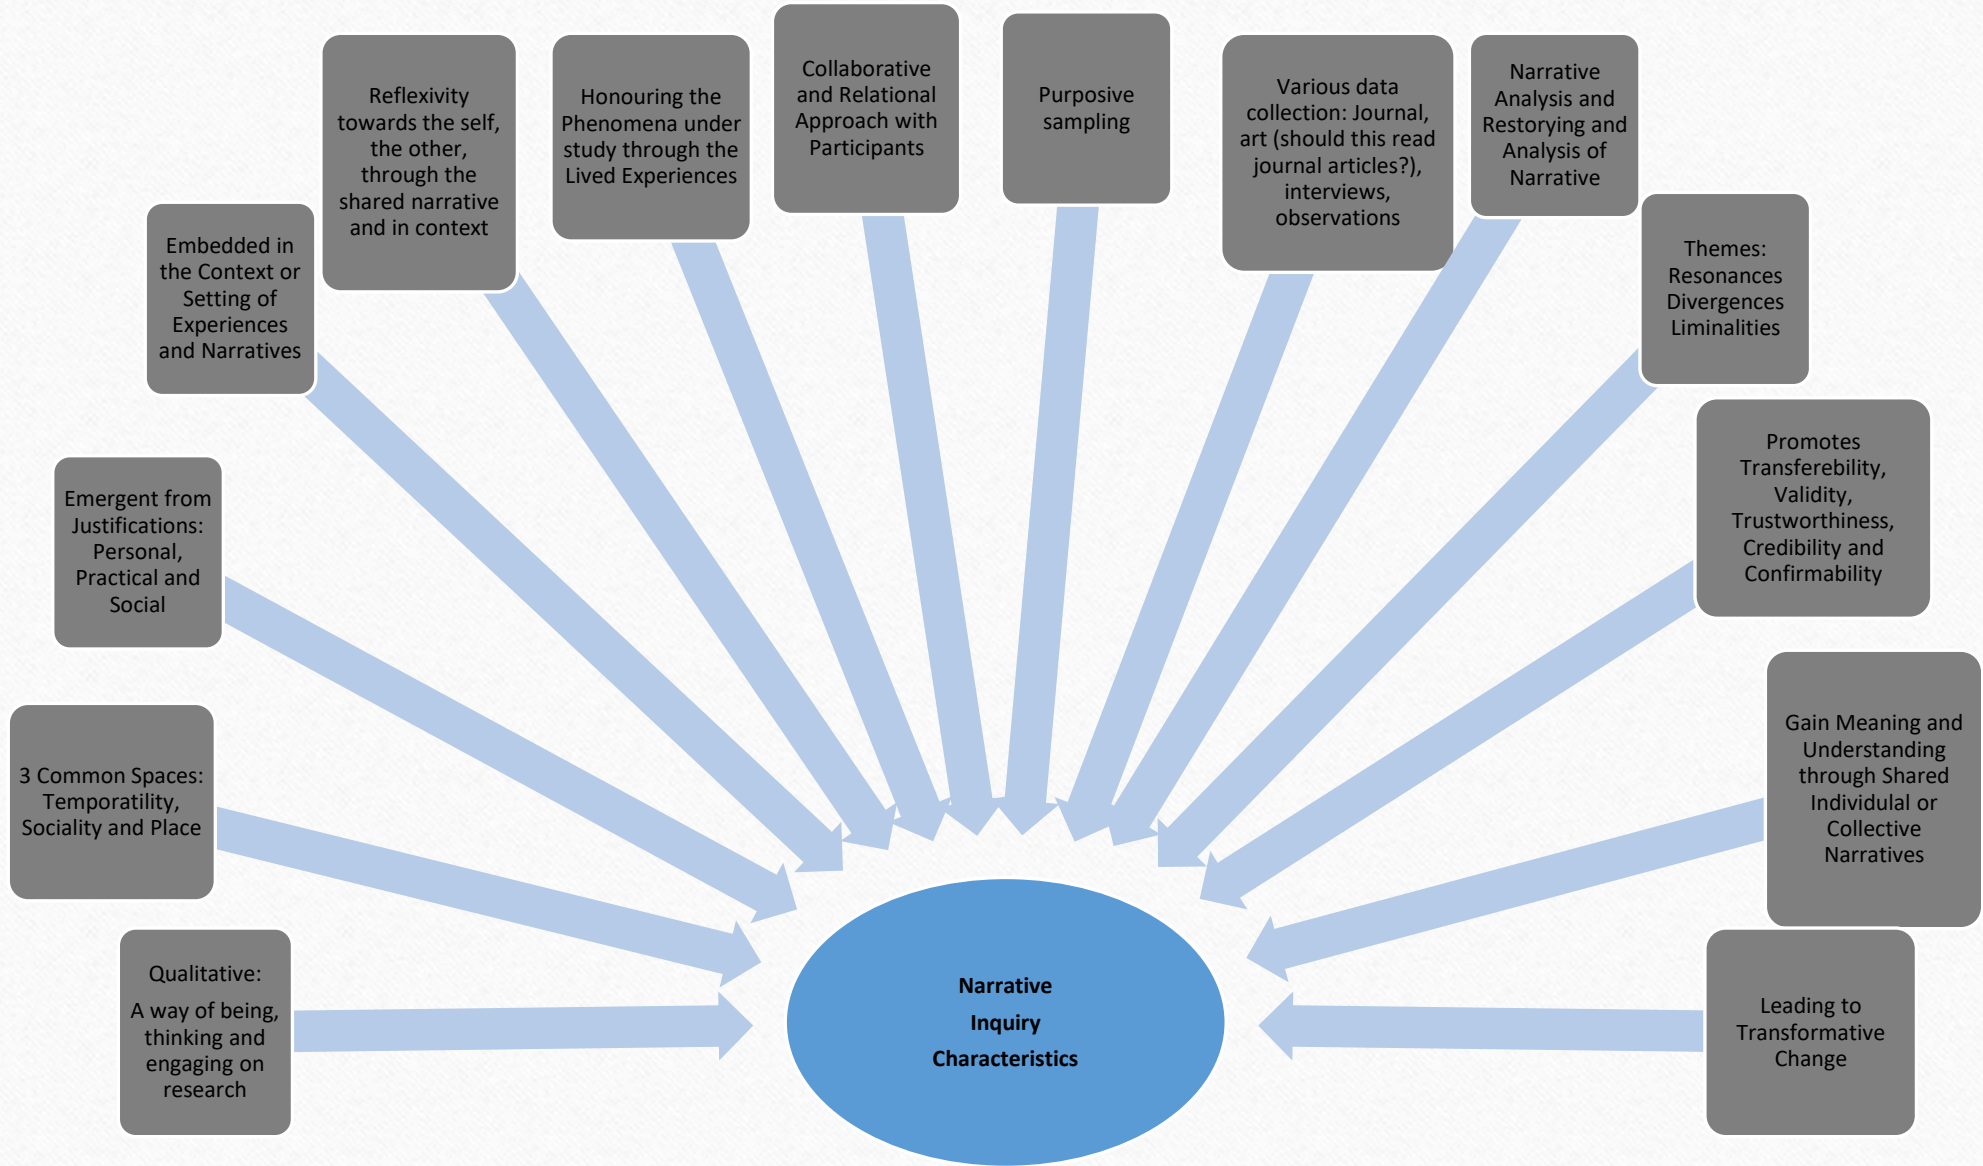 Qualitative:
A way of being,
thinking and
engaging on
research
3 Common Spaces:
Temporatility,
Sociality and Place
Emergent from
Justifications:
Personal,
Practical and
Social
Embedded in
the Context or
Setting of
Experiences
and Narratives
Reflexivity
towards the self,
the other,
through the
shared narrative
and in context
Honouring the
Phenomena under
study through the
Lived Experiences
Collaborative
and Relational
Approach with
Participants
Purposive
sampling
Various data
collection: Journal,
art (should this read
journal articles?),
interviews,
observations
Narrative
Analysis and
Restorying and
Analysis of
Narrative
Themes:
Resonances
Divergences
Liminalities
Promotes
Transferebility,
Validity,
Trustworthiness,
Credibility and
Confirmability
Gain Meaning and
Understanding
through Shared
Individulal or
Collective
Narratives
Leading to
Transformative
Change
Narrative
Inquiry
Characteristics